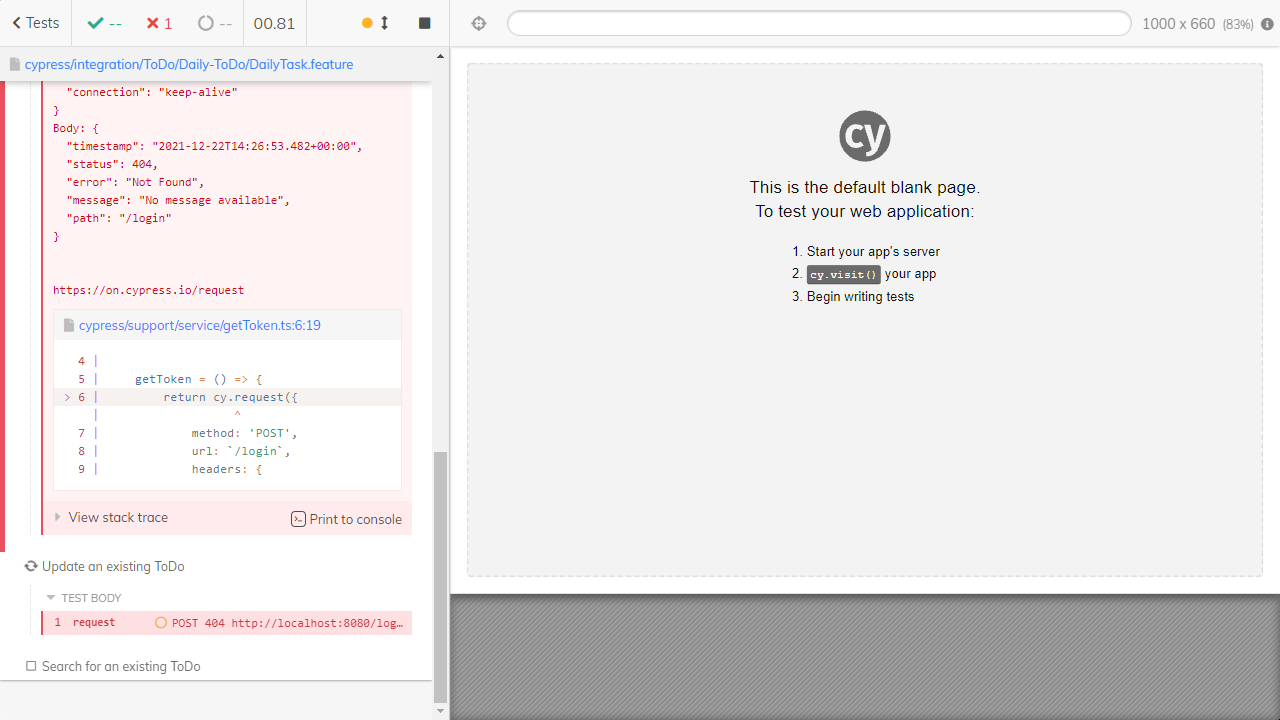 Tests
--
1
--
00.81
1000 x 660 (83%)
cypress/integration/ToDo/Daily-ToDo/DailyTask.feature
"connection": "keep-alive"
}
Body: {
"timestamp": "2021-12-22T14:26:53.482+00:00",
"status": 404,
"error": "Not Found",
"message": "No message available",
"path": "/login"
}
https://on.cypress.io/request
cypress/support/service/getToken.ts:6:19
4 |
5 | getToken = () => {
> 6 | return cy.request({
| ^
7 | method: 'POST',
8 | url: `/login`,
9 | headers: {
View stack trace
Print to console
Update an existing ToDo
TEST BODY
1 request POST 404 http://localhost:8080/log…
Search for an existing ToDo
cy
This is the default blank page.
To test your web application:
1. Start your app's server
2. cy.visit() your app
3. Begin writing tests